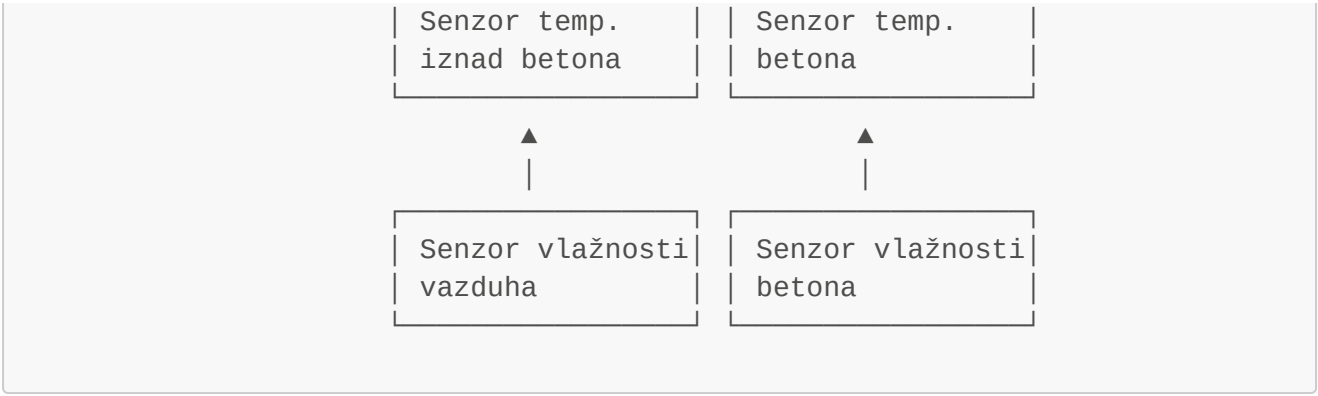 Senzor temp. Senzor temp.
iznad betona betona
Senzor vlažnosti Senzor vlažnosti
vazduha betona